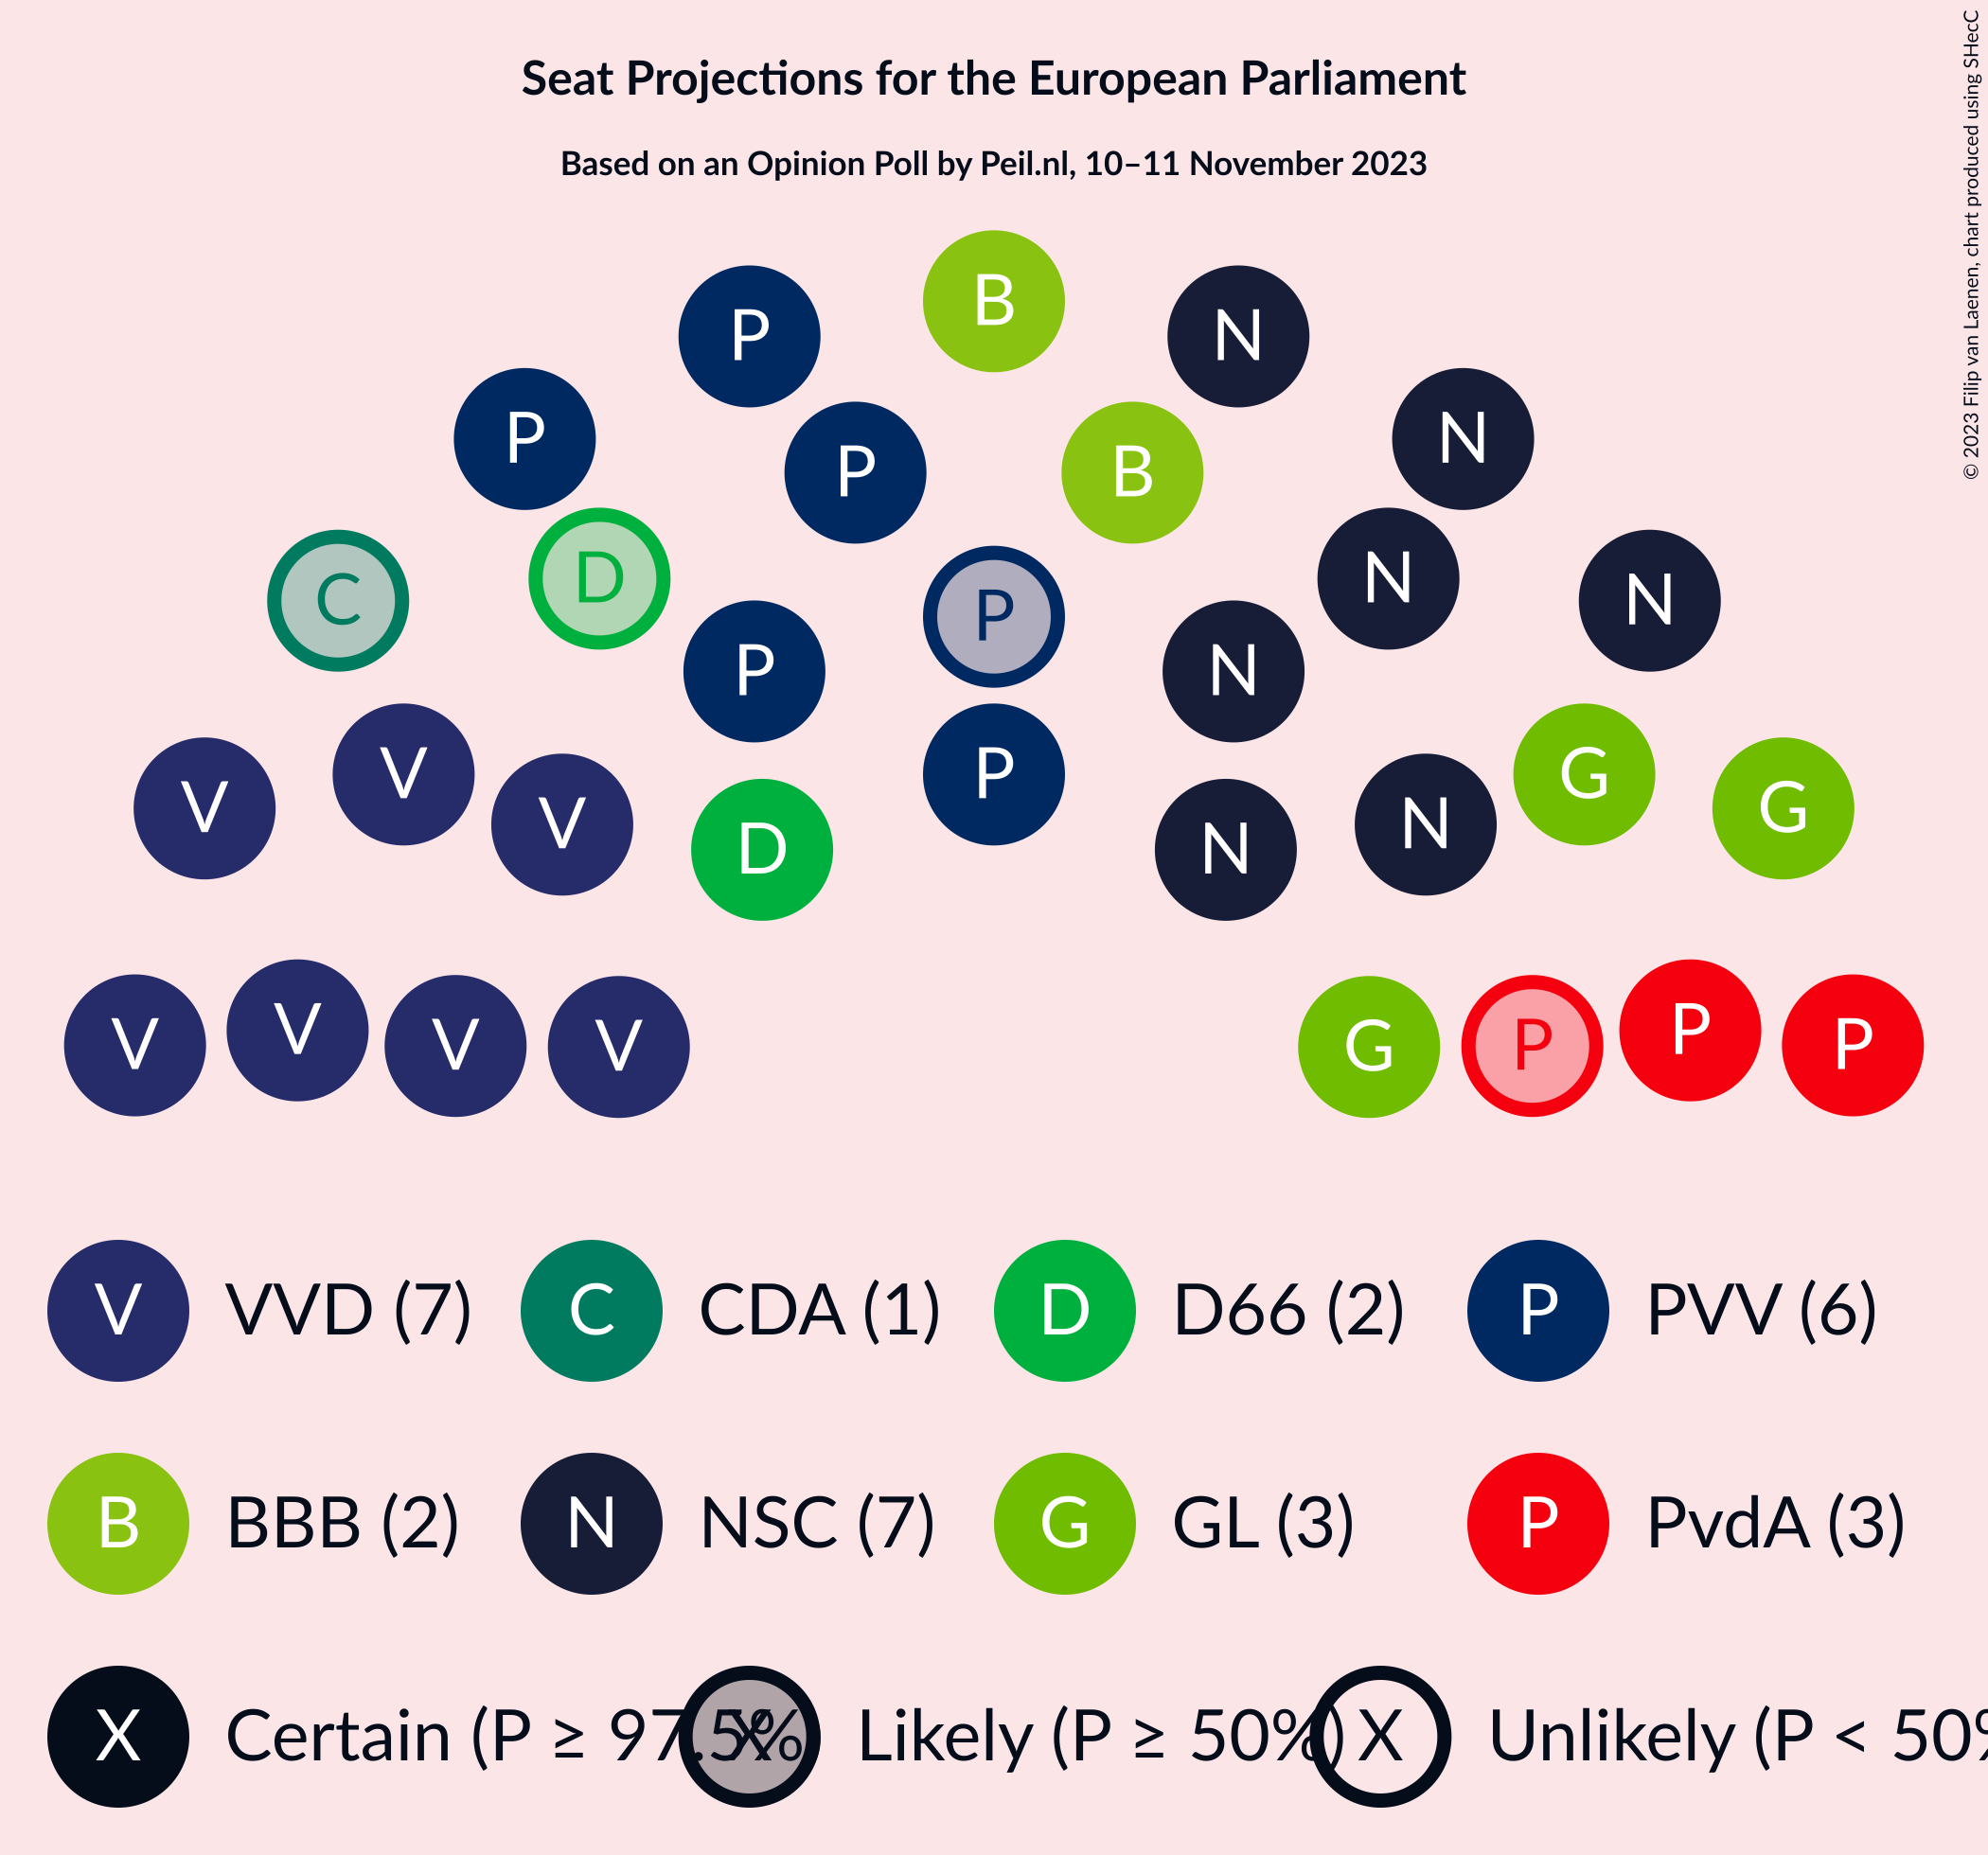 Seat Projections for the European Parliament
Based on an Opinion Poll by Peil.nl, 10–11 November 2023
© 2023 Filip van Laenen, chart produced using SHecC
B
P N
P N
P B
D N
C N
P
P N
V G
P
V G
V N
D N
V V P P
V V G P
V VVD (7) C CDA (1) D D66 (2) P PVV (6)
B BBB (2) N NSC (7) G GL (3) P PvdA (3)
X Certain (P ≥ 97.5% X Likely (P ≥ 50%) X Unlikely (P < 50%